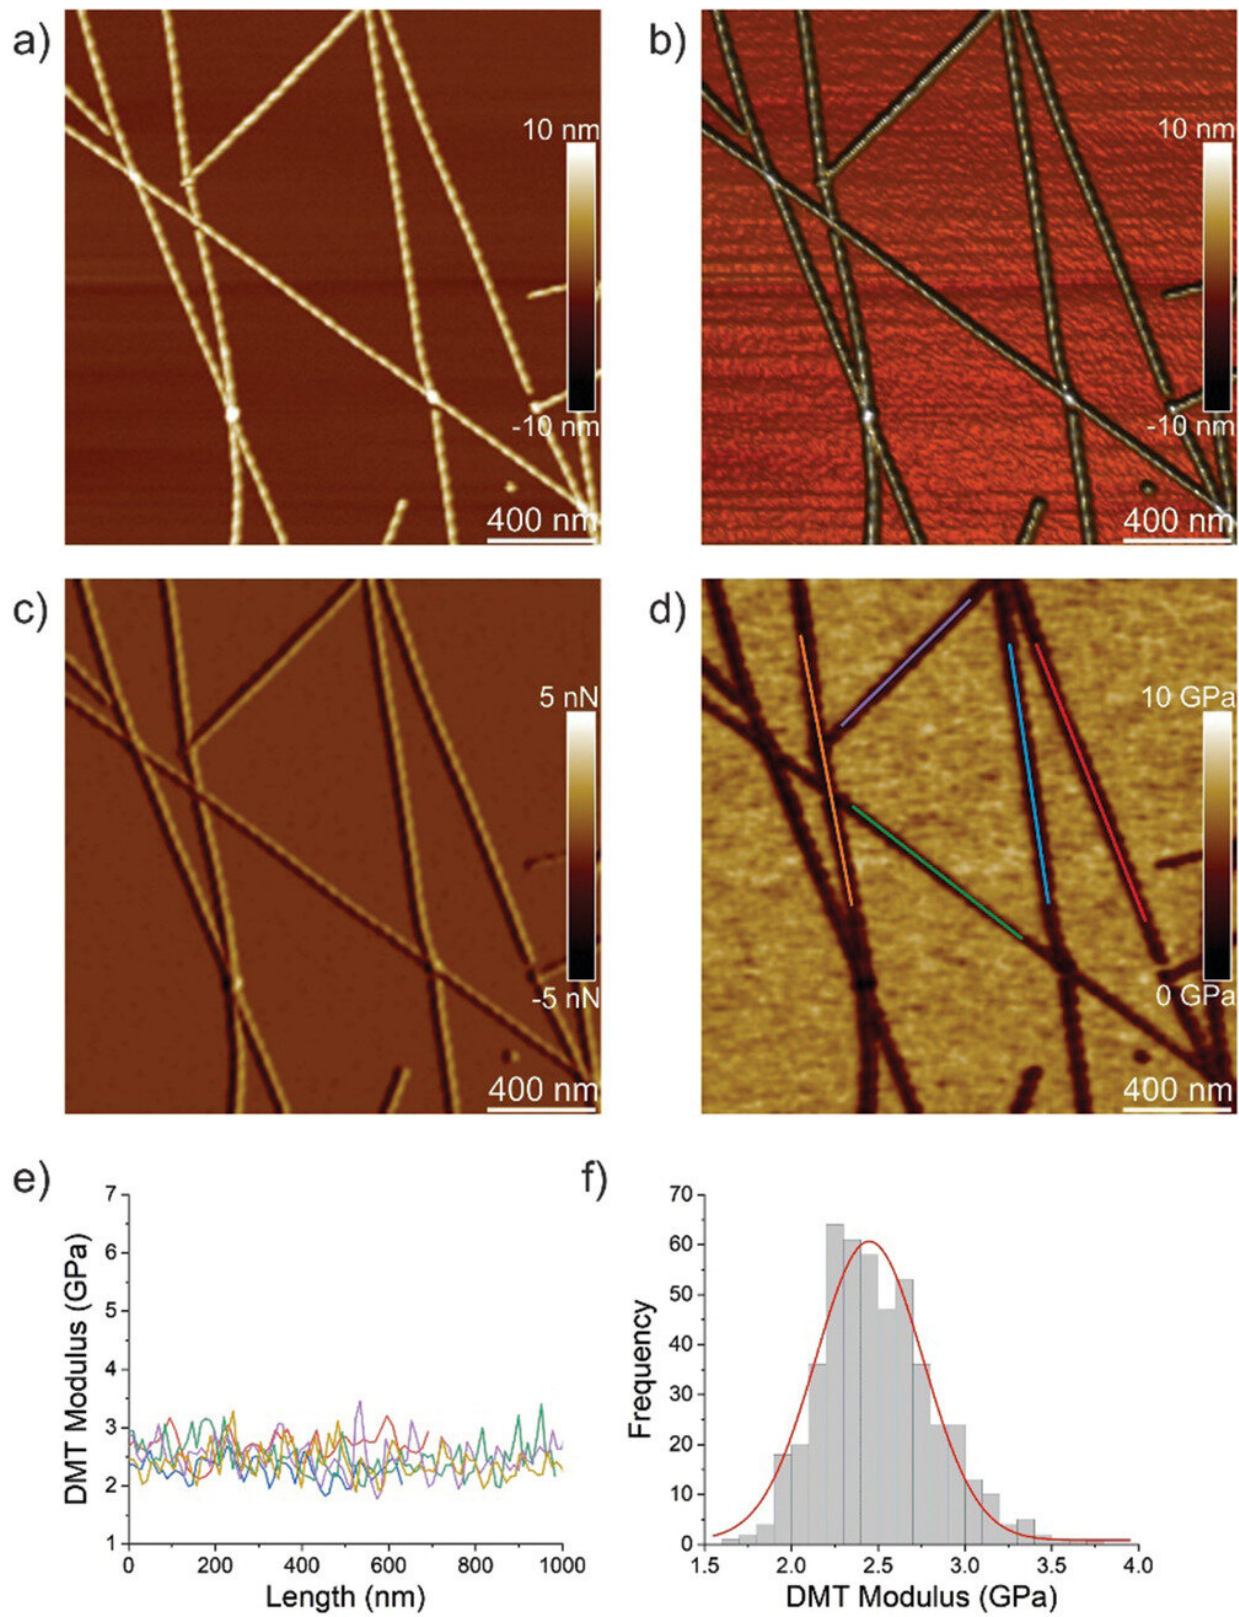 a)
10 nm
-10 nm
400 nm
b)
10 nm
-10 nm
400 nm
c)
5 nN
-5 nN
400 nm
d)
10 GPa
0 GPa
400 nm
e)
7
6
5
4
3
2
1
DMT Modulus (GPa)
0
200
400
600
800
1000
Length (nm)
f)
70
60
50
40
30
20
10
0
Frequency
1.5
2.0
2.5
3.0
3.5
4.0
DMT Modulus (GPa)